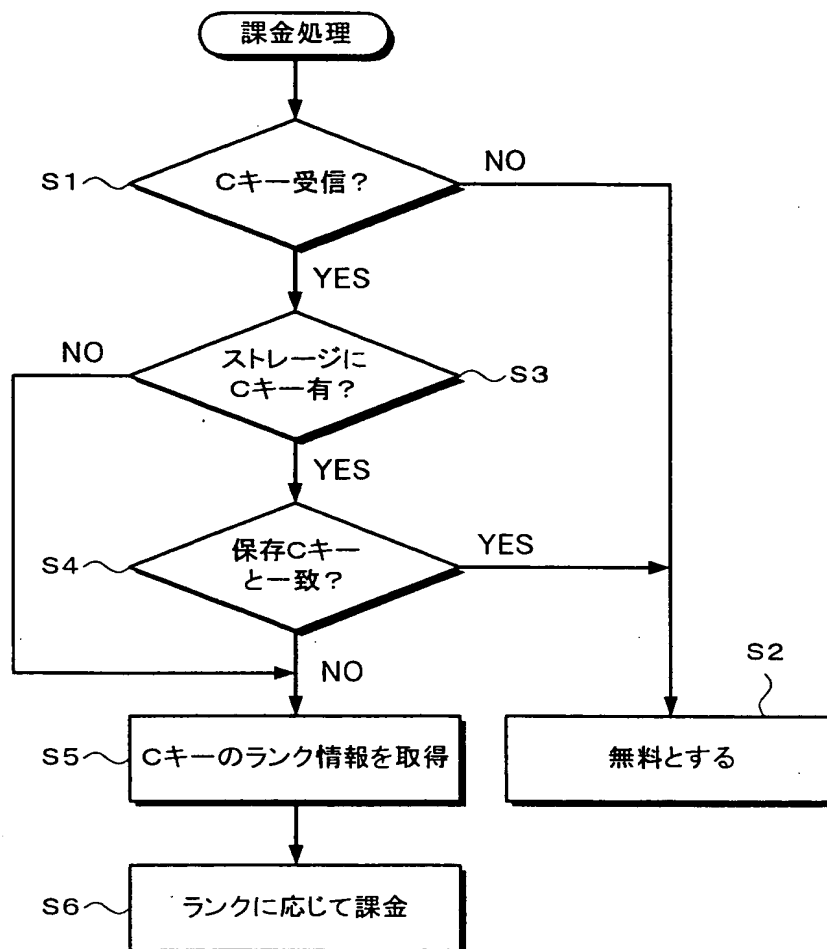 課金処理
S1
Cキー受信?
NO
YES
NO
ストレージに
Cキー有?
S3
YES
S4
保存Cキー
と一致?
YES
NO
S2
S5
Cキーのランク情報を取得
無料とする
S6
ランクに応じて課金